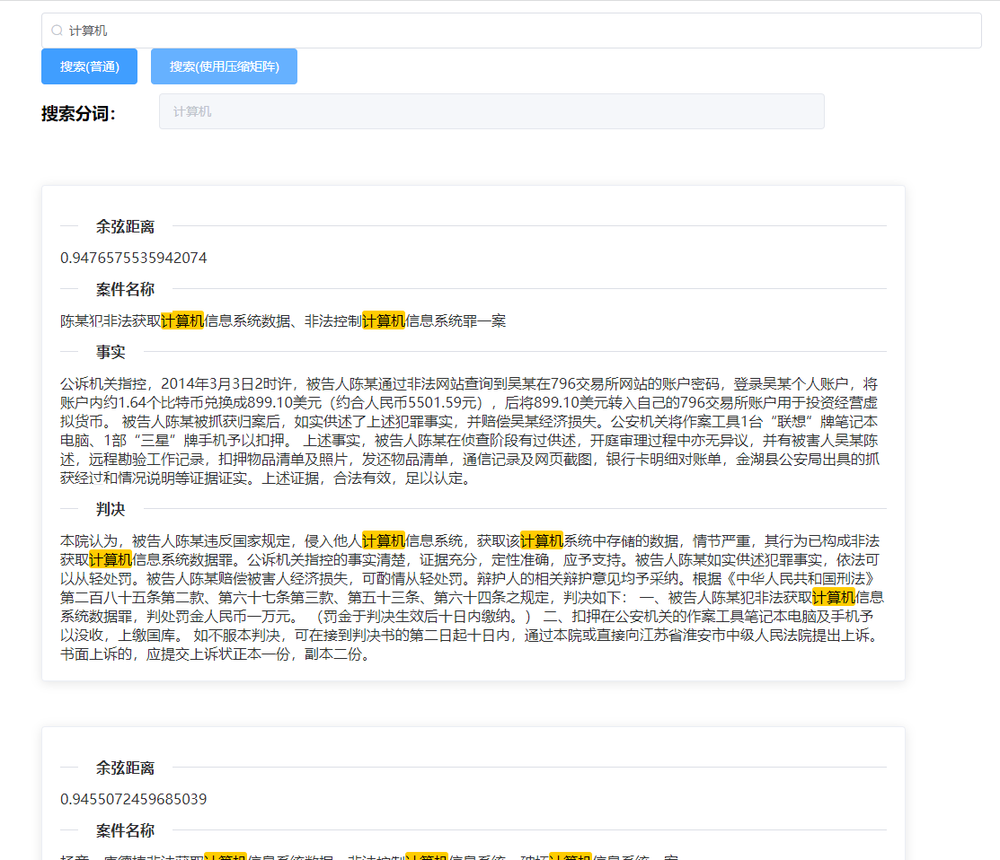 计算机
搜索(普通) 搜索(使用压缩矩阵)
搜索分词： 计算机
余弦距离
0.9476575535942074
案件名称
陈某犯非法获取计算机信息系统数据、非法控制计算机信息系统罪一案
事实
公诉机关指控，2014年3月3日2时许，被告人陈某通过非法网站查询到吴某在796交易所网站的账户密码，登录吴某个人账户，将
账户内约1.64个比特币兑换成899.10美元（约合人民币5501.59元），后将899.10美元转入自己的796交易所账户用于投资经营虚
拟货币。 被告人陈某被抓获归案后，如实供述了上述犯罪事实，并赔偿吴某经济损失。公安机关将作案工具1台“联想”牌笔记本
电脑、1部“三星”牌手机予以扣押。 上述事实，被告人陈某在侦查阶段有过供述，开庭审理过程中亦无异议，并有被害人吴某陈
述，远程勘验工作记录，扣押物品清单及照片，发还物品清单，通信记录及网页截图，银行卡明细对账单，金湖县公安局出具的抓
获经过和情况说明等证据证实。上述证据，合法有效，足以认定。
判决
本院认为，被告人陈某违反国家规定，侵入他人计算机信息系统，获取该计算机系统中存储的数据，情节严重，其行为已构成非法
获取计算机信息系统数据罪。公诉机关指控的事实清楚，证据充分，定性准确，应予支持。被告人陈某如实供述犯罪事实，依法可
以从轻处罚。被告人陈某赔偿被害人经济损失，可酌情从轻处罚。辩护人的相关辩护意见均予采纳。根据《中华人民共和国刑法》
第二百八十五条第二款、第六十七条第三款、第五十三条、第六十四条之规定，判决如下： 一、被告人陈某犯非法获取计算机信息
系统数据罪，判处罚金人民币一万元。 （罚金于判决生效后十日内缴纳。） 二、扣押在公安机关的作案工具笔记本电脑及手机予
以没收，上缴国库。 如不服本判决，可在接到判决书的第二日起十日内，通过本院或直接向江苏省淮安市中级人民法院提出上诉。
书面上诉的，应提交上诉状正本一份，副本二份。
余弦距离
0.9455072459685039
案件名称
非法获取计算机信息系统数据、非法控制计算机信息系统、破坏计算机信息系统一案